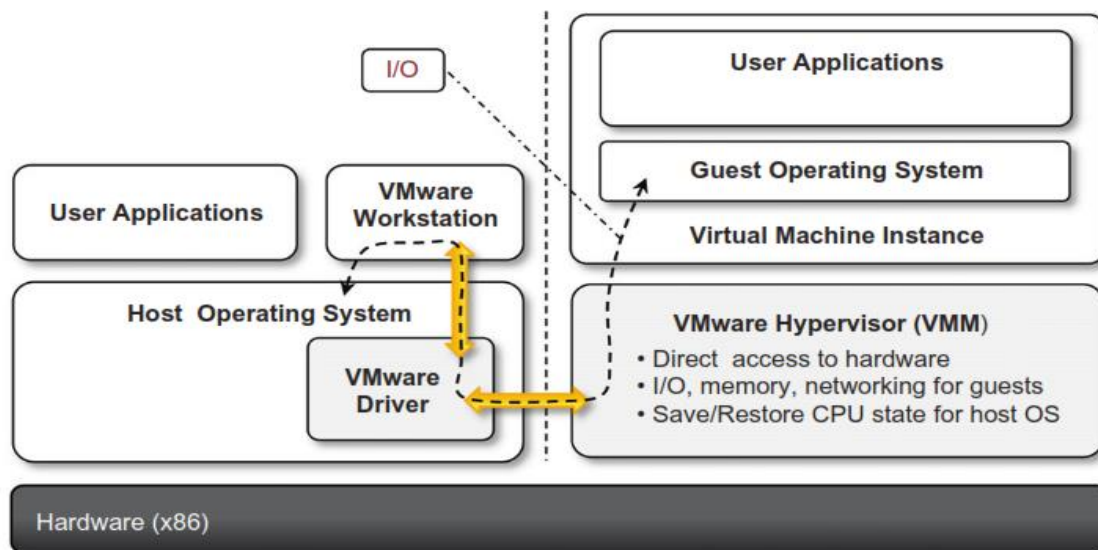 I/O
User Applications
VMware
Workstation
Host Operating System
VMware
Driver
User Applications
Guest Operating System
Virtual Machine Instance
VMware Hypervisor (VMM)
• Direct access to hardware
• I/O, memory, networking for guests
• Save/Restore CPU state for host OS
Hardware (x86)